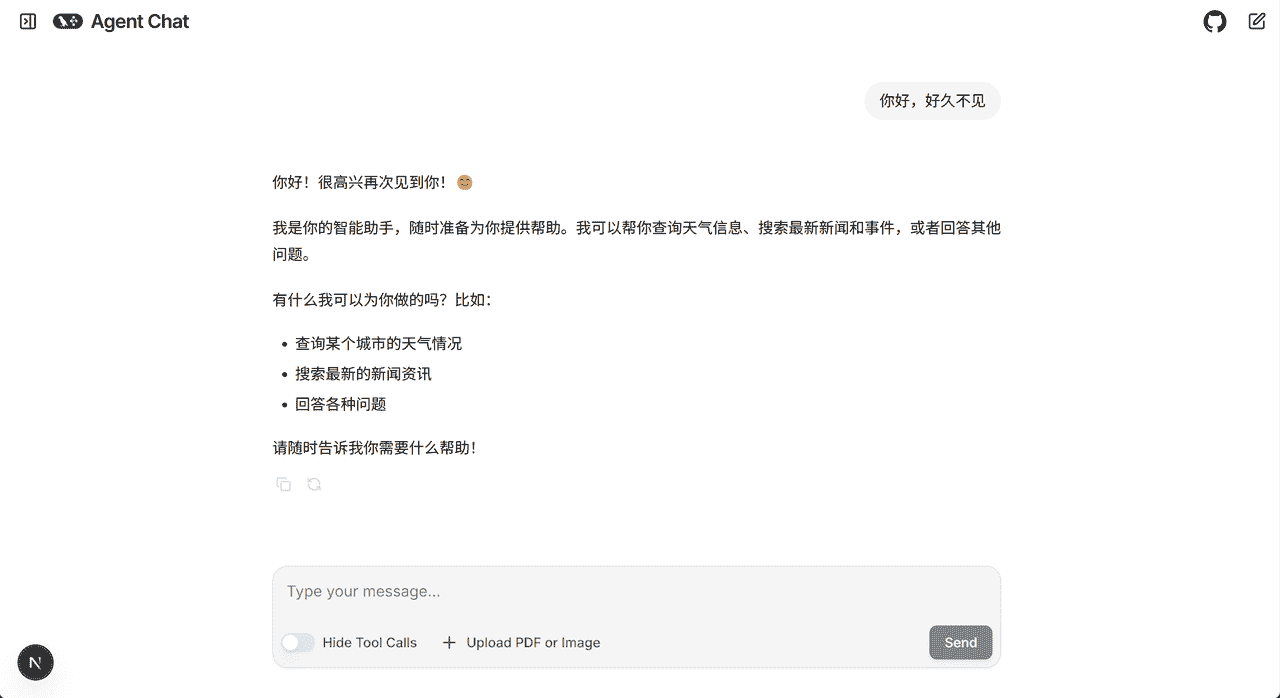 Agent Chat
你好，好久不见
你好！很高兴再次见到你！😊
我是你的智能助手，随时准备为你提供帮助。我可以帮你查询天气信息、搜索最新新闻和事件，或者回答其他
问题。
有什么我可以为你做的吗？比如：
• 查询某个城市的天气情况
• 搜索最新的新闻资讯
• 回答各种问题
请随时告诉我你需要什么帮助！
Type your message...
Hide Tool Calls
Upload PDF or Image
Send
N